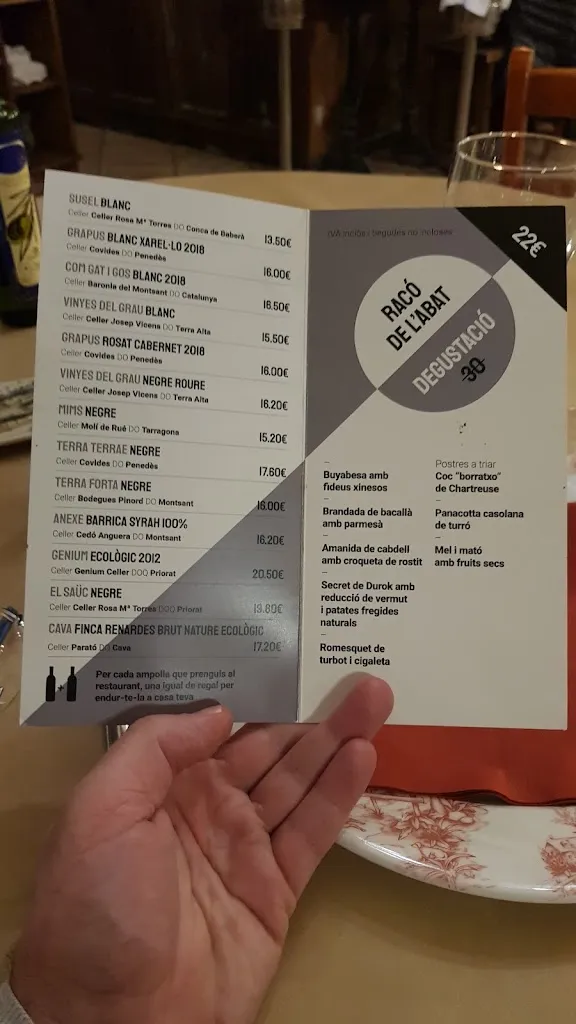 SUSEL BLANC
Celler Celler Rosa Mª Torres DO Conca de Babarà 13.50€
GRAPUS BLANC XAREL·LO 2018
Celler Covides DO Penedès 16.00€
COM GAT I GOS BLANC 2018
Celler Baronia del Montsant DO Catalunya 16.50€
VINYES DEL GRAU BLANC
Celler Celler Josep Vicens DO Terra Alta 15.50€
GRAPUS ROSAT CABERNET 2018
Celler Covides DO Penedès 16.00€
VINYES DEL GRAU NEGRE ROURE
Celler Celler Josep Vicens DO Terra Alta 16.20€
MIMS NEGRE
Celler Molí de Rué DO Tarragona 15.20€
TERRA TERRAE NEGRE
Celler Covides DO Penedès 17.60€
TERRA FORTA NEGRE
Celler Bodegues Pinord DO Montsant 16.00€
ANEXE BARRICA SYRAH 100%
Celler Cedó Anguera DO Montsant 16.20€
GENIUM ECOLÒGIC 2012
Celler Genium Celler DOQ Priorat 20.50€
EL SAÜC NEGRE
Celler Celler Rosa Mª Torres DOQ Priorat 19.80€
CAVA FINCA RENARDES BRUT NATURE ECOLÒGIC
Celler Parató DO Cava 17.20€
Per cada ampolla que prenguis al
restaurant, una igual de regal per
endur-te-la a casa teva
IVA inclòs i begudes no incloses
22€
RACÓ
DE L'ABAT
DEGUSTACIÓ
30
Buyabesa amb
fideus xinesos
Brandada de bacallà
amb parmesà
Amanida de cabdell
amb croqueta de rostit
Secret de Durok amb
reducció de vermut
i patates fregides
naturals
Romesquet de
turbot i cigaleta
Postres a triar
Coc "borratxo"
de Chartreuse
Panacotta casolana
de turró
Mel i mató
amb fruits secs